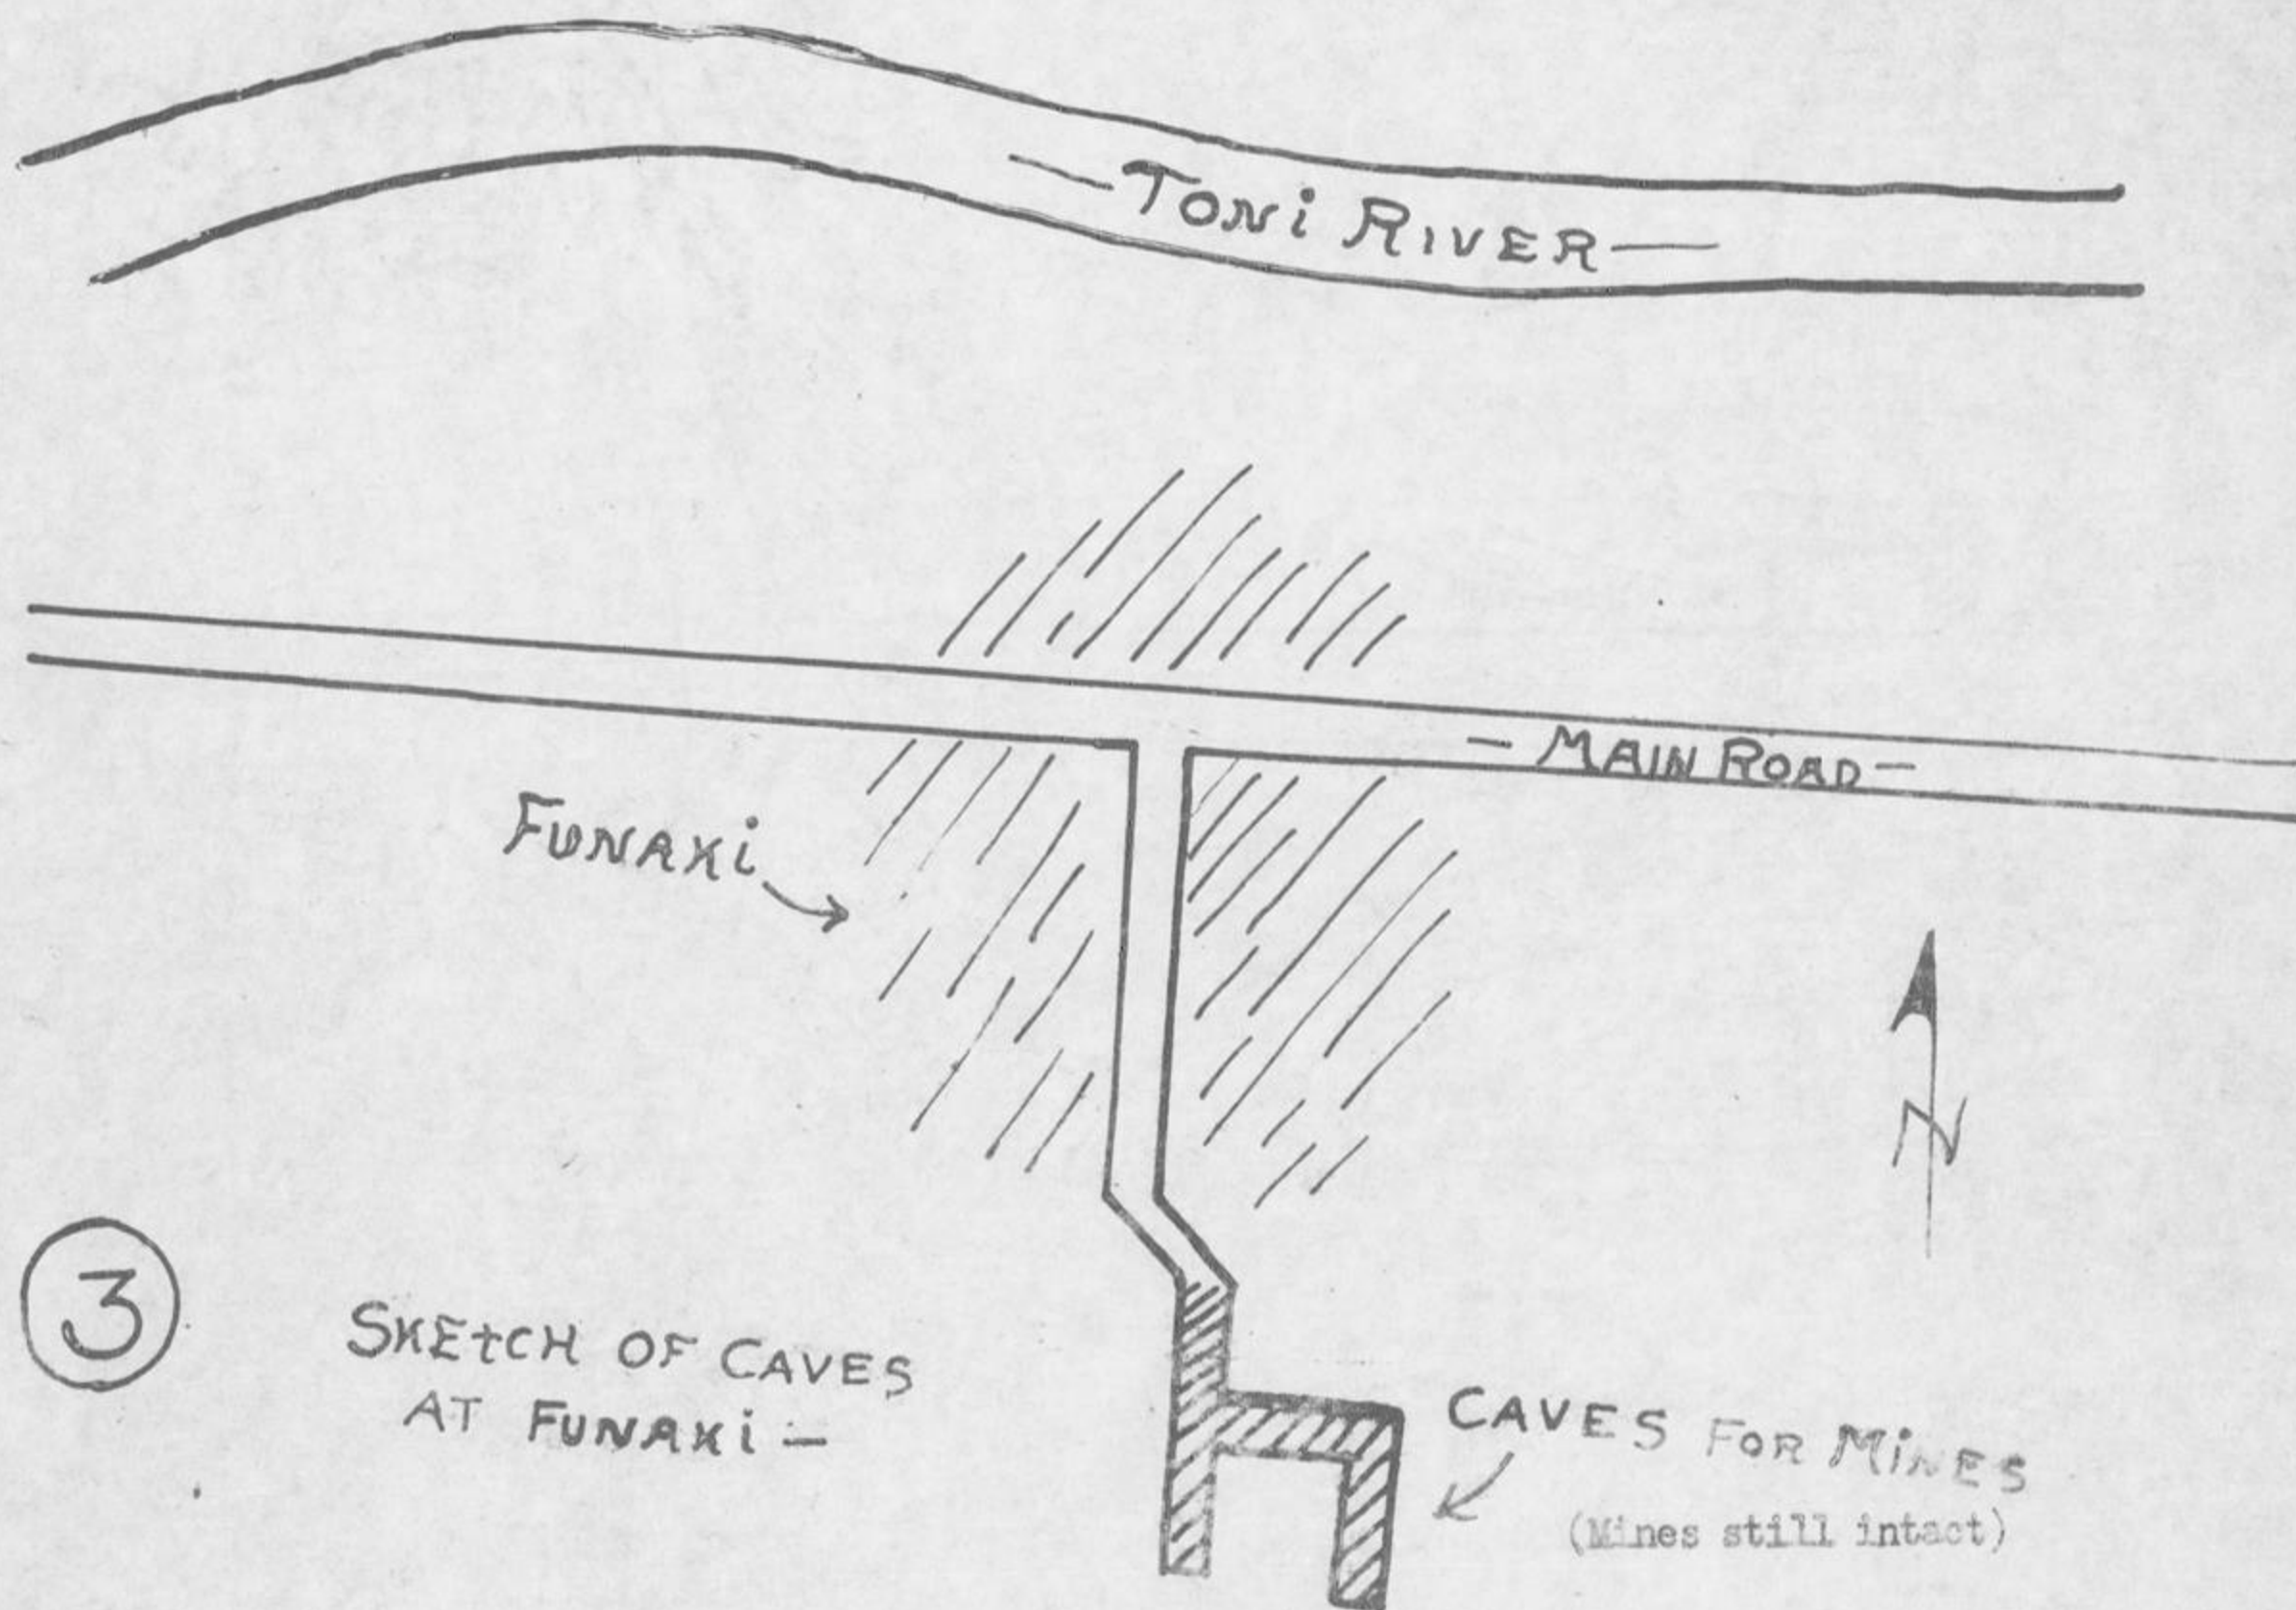 —TONi RIVER—
— MAIN ROAD —
FUNAKi
N
3
SKEtCH OF CAVES
AT FUNAKi —
CAVES FOR MiNES
(Mines still intact)